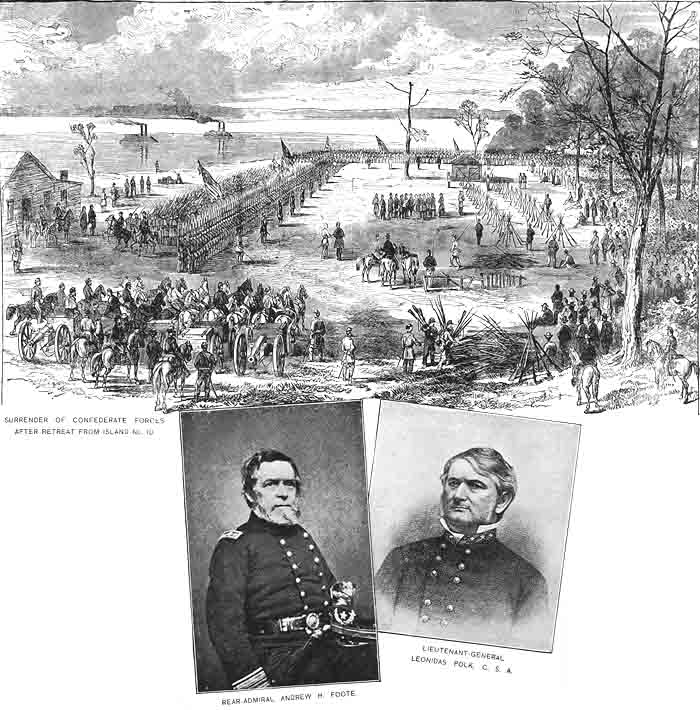 SURRENDER OF CONFEDERATE FORCES
AFTER RETREAT FROM ISLAND NO. 10
REAR-ADMIRAL ANDREW H. FOOTE.
LIEUTENANT-GENERAL
LEONIDAS POLK, C. S. A.